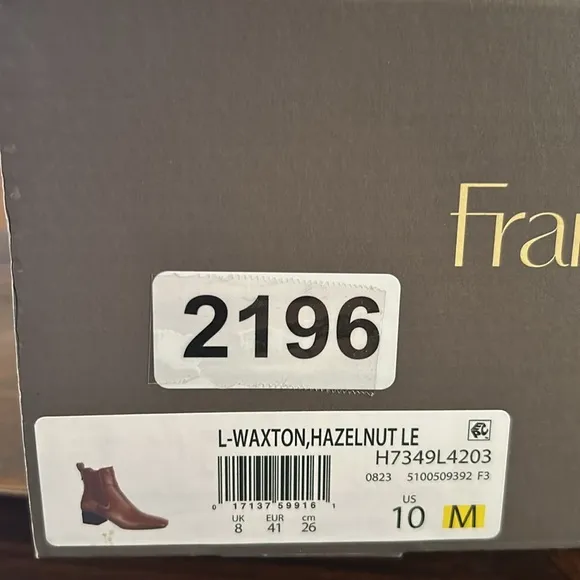 Fran
2196
L-WAXTON,HAZELNUT LE
H7349L4203
0823 5100509392 F3
0 17137 59916 1
UK EUR cm
8 41 26
US
10 M